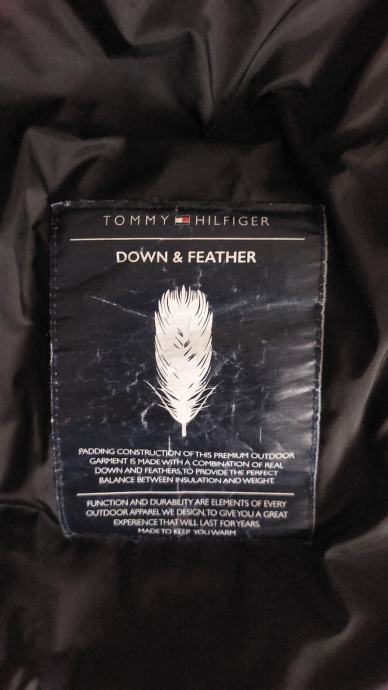 TOMMY HILFIGER
DOWN & FEATHER
PADDING CONSTRUCTION OF THIS PREMIUM OUTDOOR
GARMENT IS MADE WITH A COMBINATION OF REAL
DOWN AND FEATHERS, TO PROVIDE THE PERFECT
BALANCE BETWEEN INSULATION AND WEIGHT.
FUNCTION AND DURABILITY ARE ELEMENTS OF EVERY
OUTDOOR APPAREL WE DESIGN, TO GIVE YOU A GREAT
EXPERIENCE THAT WILL LAST FOR YEARS.
MADE TO KEEP YOU WARM